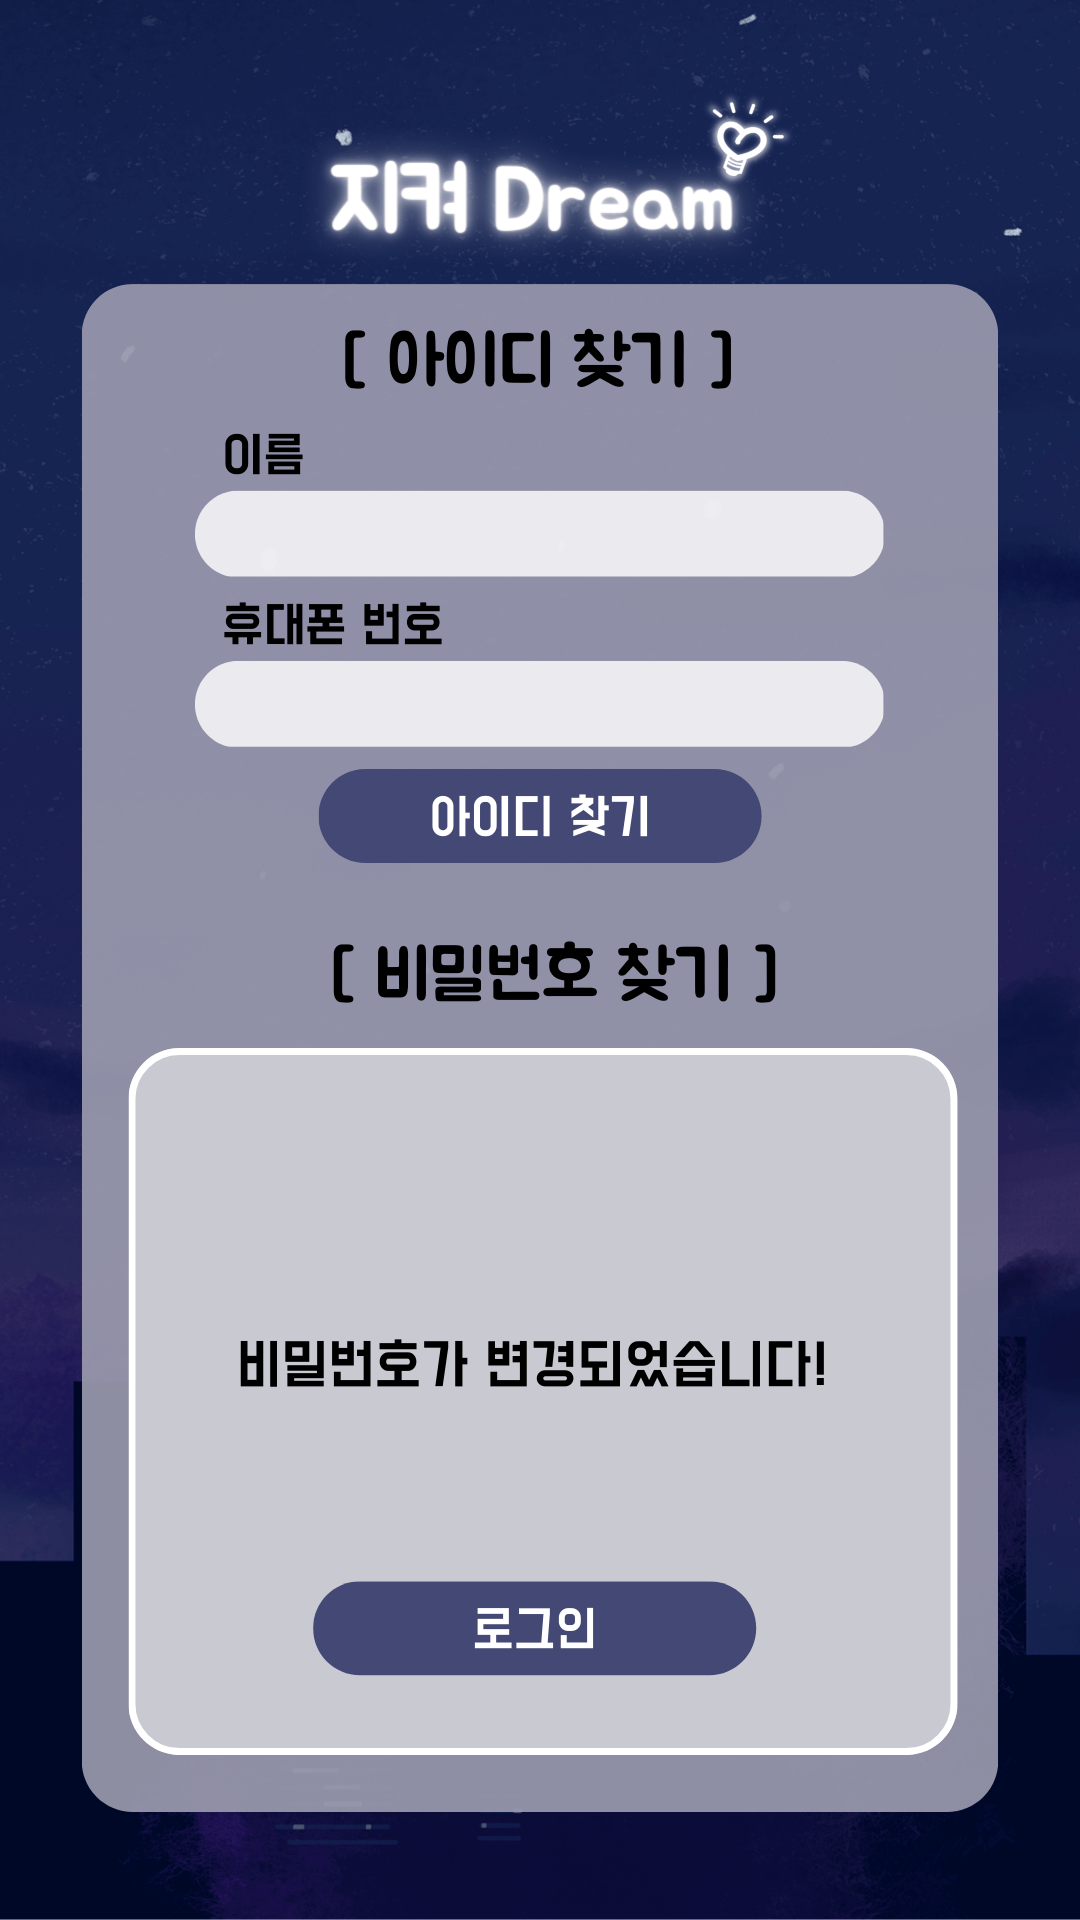 지켜 Dream
[ 아이디 찾기 ]
이름
휴대폰 번호
아이디 찾기
[ 비밀번호 찾기 ]
비밀번호가 변경되었습니다!
로그인